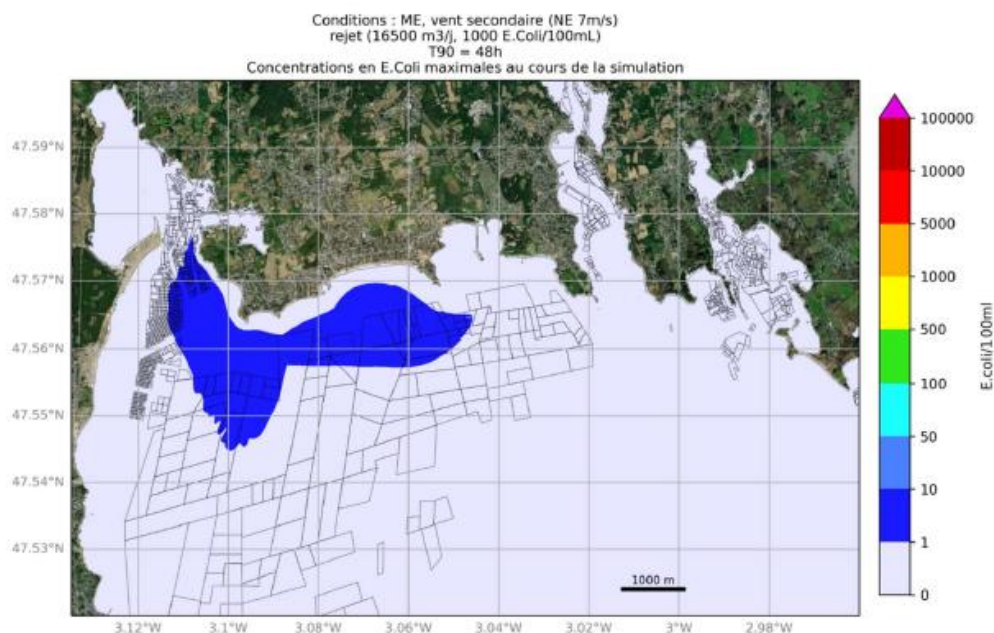 Conditions : ME, vent secondaire (NE 7m/s)
rejet (16500 m3/j, 1000 E.Coli/100mL)
T90 = 48h
Concentrations en E.Coli maximales au cours de la simulation
47.59°N
47.58°N
47.57°N
47.56°N
47.55°N
47.54°N
47.53°N
3.12°W
3.1°W
3.08°W
3.06°W
3.04°W
3.02°W
3°W
2.98°W
1000 m
100000
10000
5000
1000
500
100
50
10
1
0
E.coli/100ml